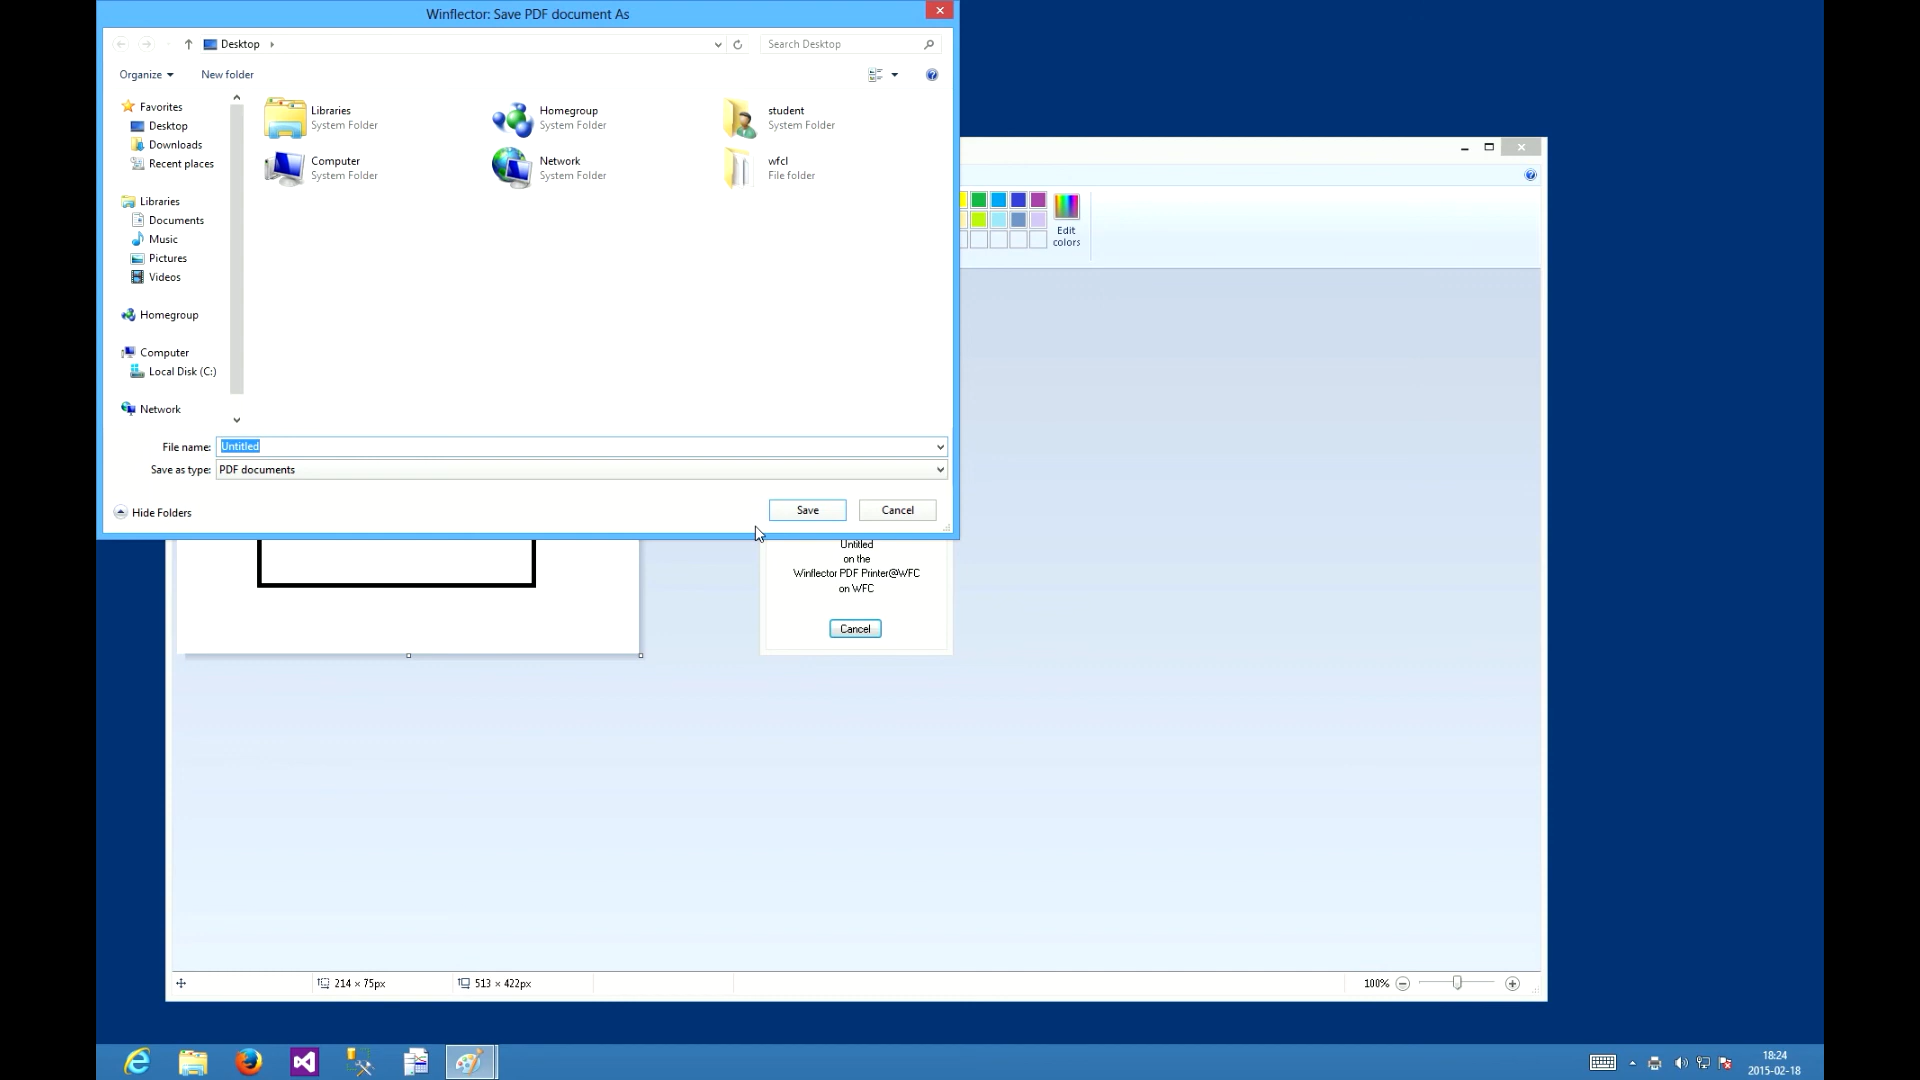 Winflector: Save PDF document As
Desktop
Search Desktop
Organize
New folder
Favorites
Desktop
Downloads
Recent places
Libraries
Documents
Music
Pictures
Videos
Homegroup
Computer
Local Disk (C:)
Network
Libraries
System Folder
Homegroup
System Folder
student
System Folder
Computer
System Folder
Network
System Folder
wfcl
File folder
File name: Untitled
Save as type: PDF documents
Hide Folders
Save
Cancel
Edit
colors
Untitled
on the
Winflector PDF Printer@WFC
on WFC
Cancel
214 × 75px
513 × 422px
100%
18:24
2015-02-18